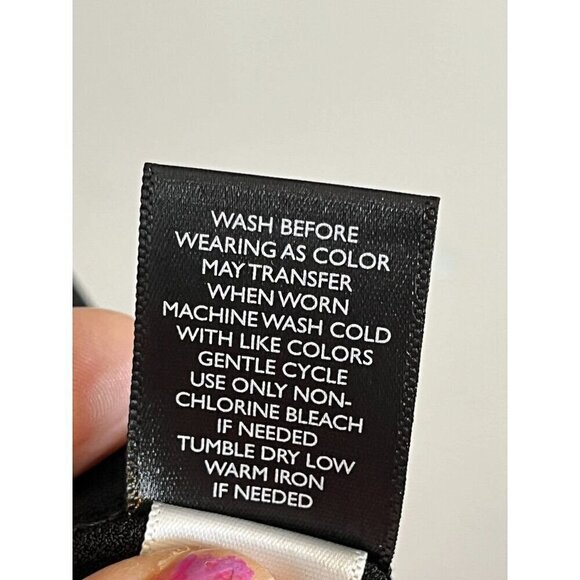 WASH BEFORE
WEARING AS COLOR
MAY TRANSFER
WHEN WORN
MACHINE WASH COLD
WITH LIKE COLORS
GENTLE CYCLE
USE ONLY NON-
CHLORINE BLEACH
IF NEEDED
TUMBLE DRY LOW
WARM IRON
IF NEEDED